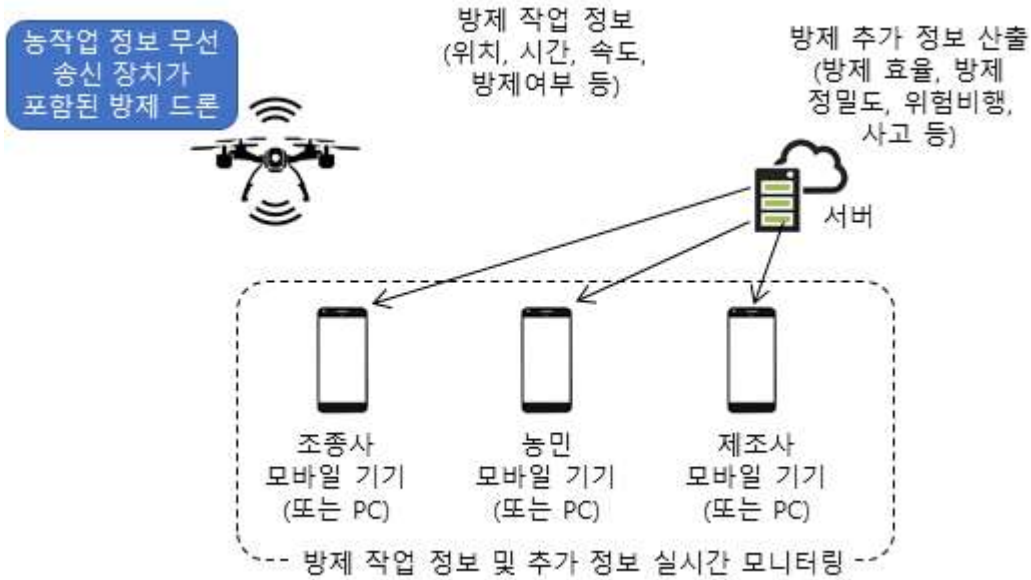 농작업 정보 무선
송신 장치가
포함된 방제 드론
방제 작업 정보
(위치, 시간, 속도,
방제여부 등)
방제 추가 정보 산출
(방제 효율, 방제
정밀도, 위험비행,
사고 등)
서버
조종사
모바일 기기
(또는 PC)
농민
모바일 기기
(또는 PC)
제조사
모바일 기기
(또는 PC)
방제 작업 정보 및 추가 정보 실시간 모니터링